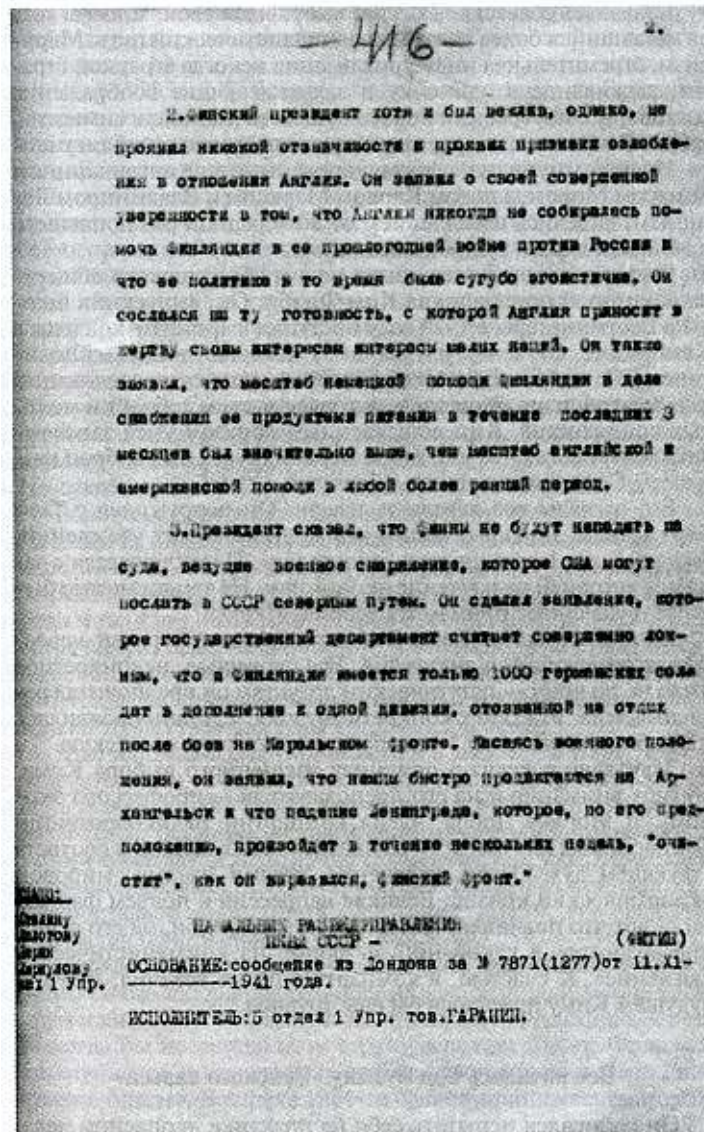 2.
-416-
2.Финский президент хотя и был вежлив, однако, не
проявил никакой отзывчивости и проявил признаки озлобле-
ния в отношении Англии. Он заявил о своей совершенной
уверенности в том, что Англия никогда не собиралась по-
мочь Финляндии в ее прошлогодней войне против России и
что ее политика в то время была сугубо эгоистична. Он
сослался на ту готовность, с которой Англия приносит в
жертву своим интересам интересы малых наций. Он также
заявил, что масштаб немецкой помощи Финляндии в деле
снабжения ее продуктами питания в течение последних 3
месяцев был значительно выше, чем масштаб английской и
американской помощи в любой более ранний период.
3.Президент сказал, что финны не будут нападать на
суда, везущие военное снаряжение, которое США могут
послать в СССР северным путем. Он сделал заявление, кото-
рое государственный департамент считает совершенно лож-
ным, что в Финляндии имеется только 1000 германских сол
дат в дополнение к одной дивизии, отозванной на отдых
после боев на Карельском фронте. Касаясь военного поло-
жения, он заявил, что немцы быстро продвигаются на Ар-
хангельск и что падение Ленинграда, которое, по его пред-
положению, произойдет в течение нескольких недель, "очи-
стит", как он выразился, финский фронт."
НАЧАЛЬНИК РАЗВЕДУПРАВЛЕНИЯ
НКВД СССР -
(ФИТИН)
Сталину
Молотову
Берия
Меркулову
1 Упр.
ОСНОВАНИЕ:сообщение из Лондона за № 7871(1277)от 11.XI-
1941 года.
ИСПОЛНИТЕЛЬ:5 отдел 1 Упр. тов.ГАРАНИН.